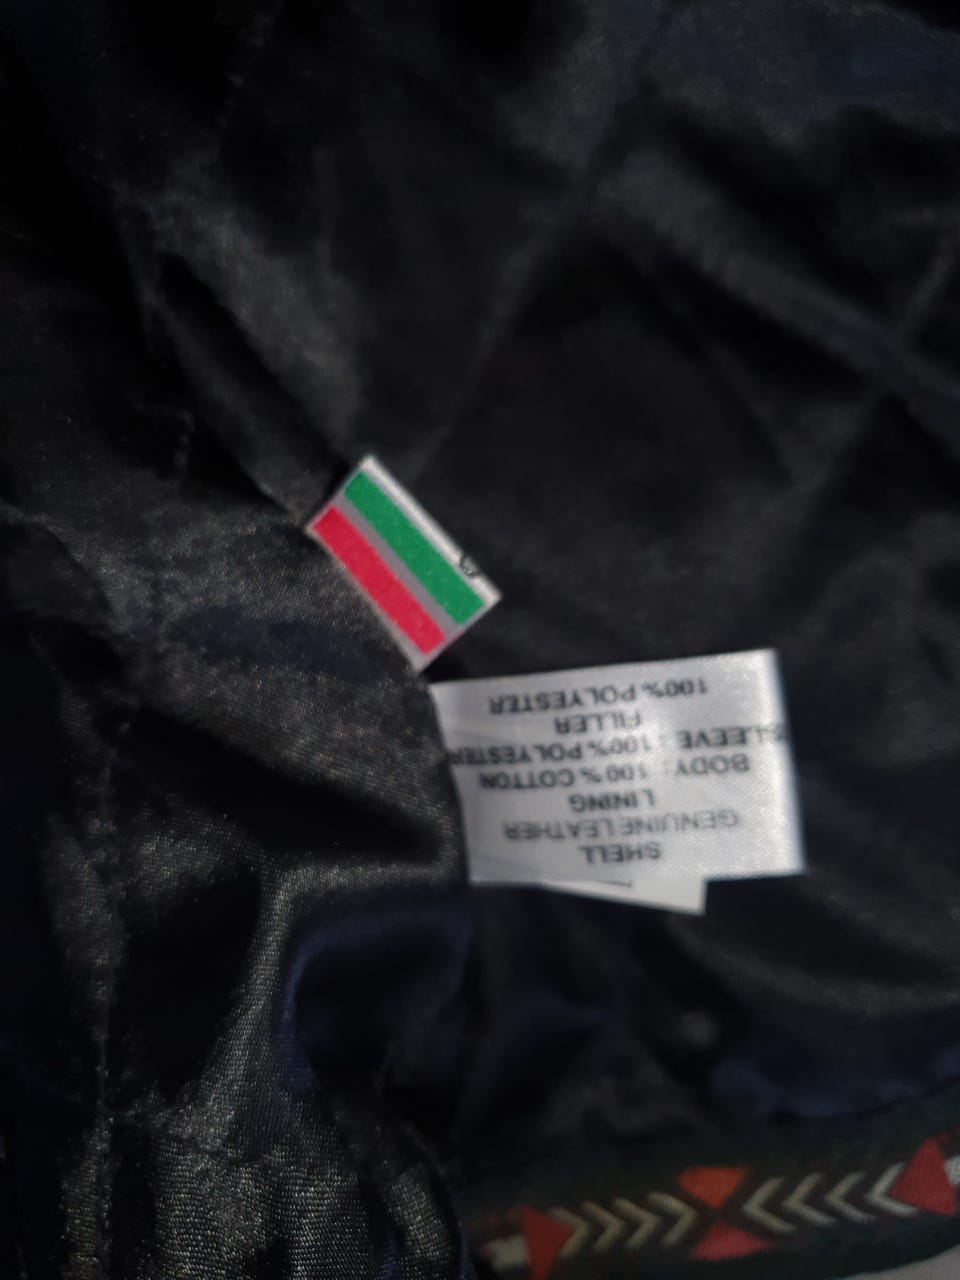 SHELL
GENUINE LEATHER
LINING
BODY : 100% COTTON
SLEEVE : 100% POLYESTER
FILLER
100% POLYESTER